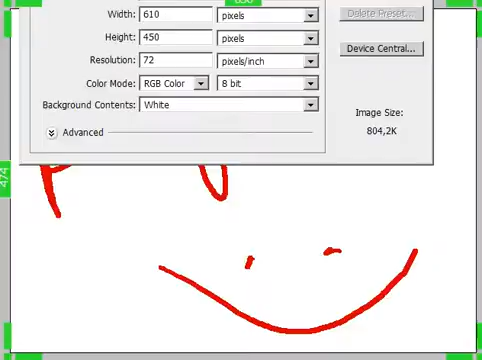 Width: 610 pixels Delete Preset...
Height: 450 pixels
Device Central...
Resolution: 72 pixels/inch
Color Mode: RGB Color 8 bit
Background Contents: White
Image Size:
804,2K
Advanced
474